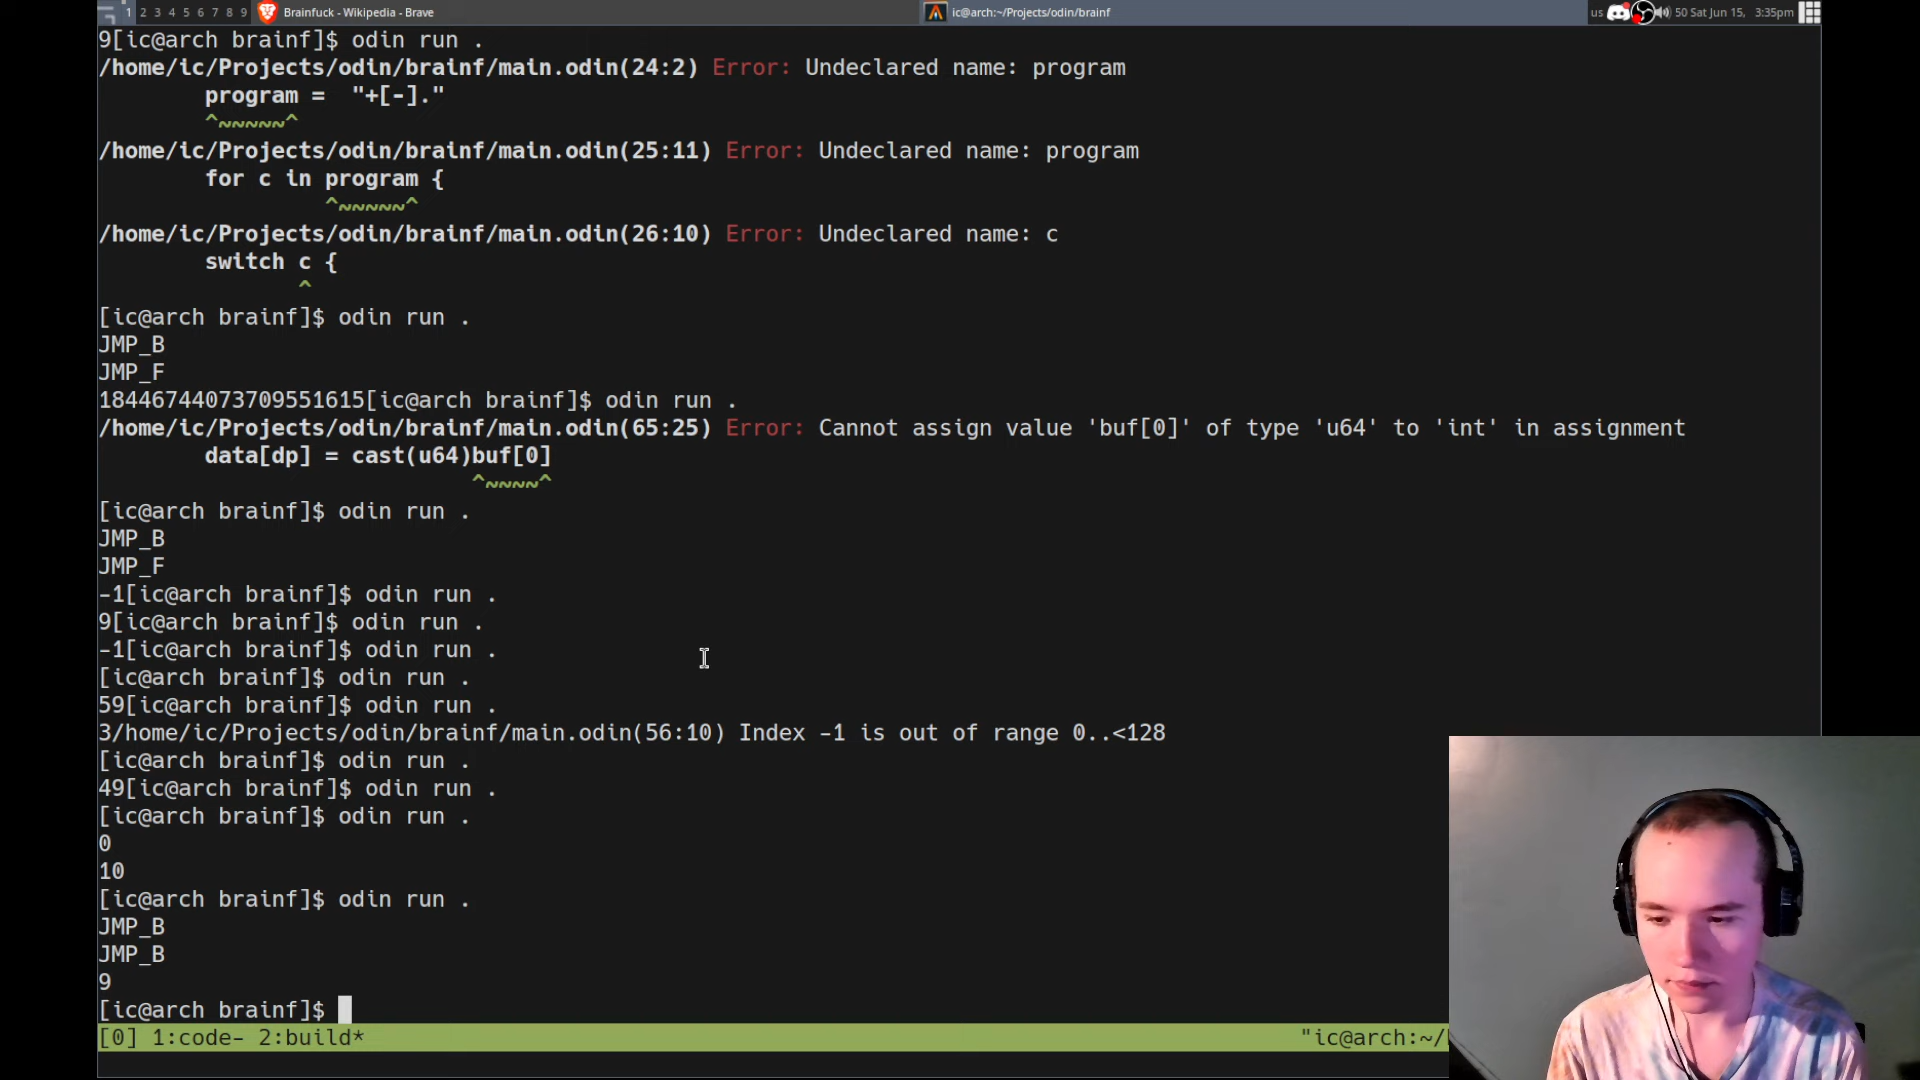 1 2 3 4 5 6 7 8 9 Brainfuck - Wikipedia - Brave ic@arch:~/Projects/odin/brainf us 50 Sat Jun 15, 3:35pm
9[ic@arch brainf]$ odin run .
/home/ic/Projects/odin/brainf/main.odin(24:2) Error: Undeclared name: program
program =  "+[-]."
^~~~~~^
/home/ic/Projects/odin/brainf/main.odin(25:11) Error: Undeclared name: program
for c in program {
^~~~~~^
/home/ic/Projects/odin/brainf/main.odin(26:10) Error: Undeclared name: c
switch c {
^
[ic@arch brainf]$ odin run .
JMP_B
JMP_F
18446744073709551615[ic@arch brainf]$ odin run .
/home/ic/Projects/odin/brainf/main.odin(65:25) Error: Cannot assign value 'buf[0]' of type 'u64' to 'int' in assignment
data[dp] = cast(u64)buf[0]
^~~~~^
[ic@arch brainf]$ odin run .
JMP_B
JMP_F
-1[ic@arch brainf]$ odin run .
9[ic@arch brainf]$ odin run .
-1[ic@arch brainf]$ odin run .
[ic@arch brainf]$ odin run .
59[ic@arch brainf]$ odin run .
3/home/ic/Projects/odin/brainf/main.odin(56:10) Index -1 is out of range 0..<128
[ic@arch brainf]$ odin run .
49[ic@arch brainf]$ odin run .
[ic@arch brainf]$ odin run .
0
10
[ic@arch brainf]$ odin run .
JMP_B
JMP_B
9
[ic@arch brainf]$
[0] 1:code- 2:build* "ic@arch:~/